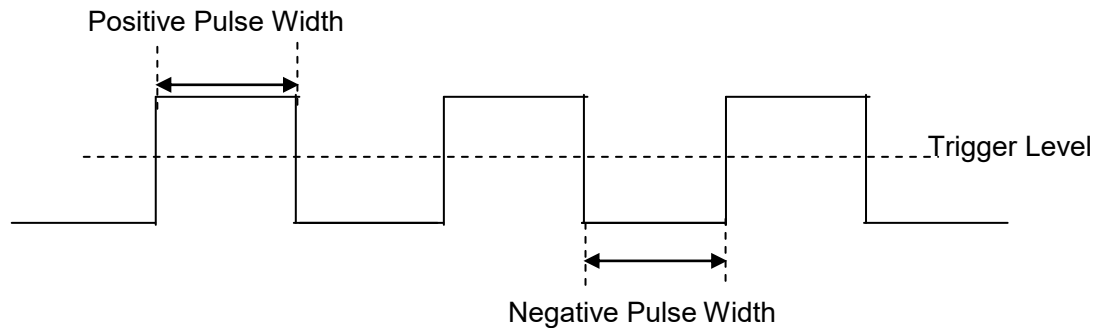 Positive Pulse Width
Trigger Level
Negative Pulse Width